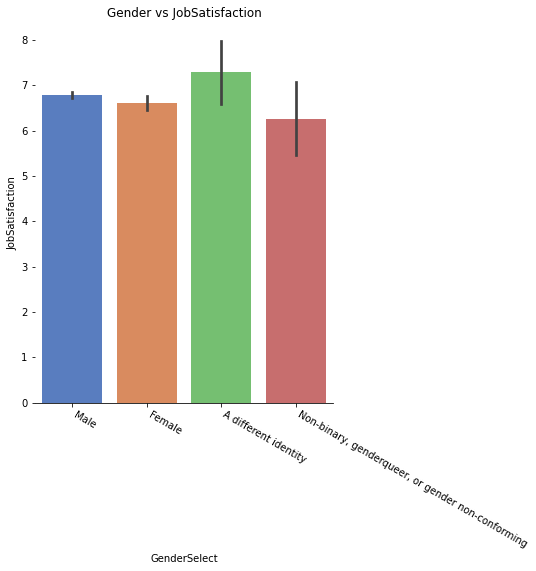 Gender vs JobSatisfaction
8
7
6
5
4
3
2
1
0
JobSatisfaction
Male
Female
A different identity
Non-binary, genderqueer, or gender non-conforming
GenderSelect